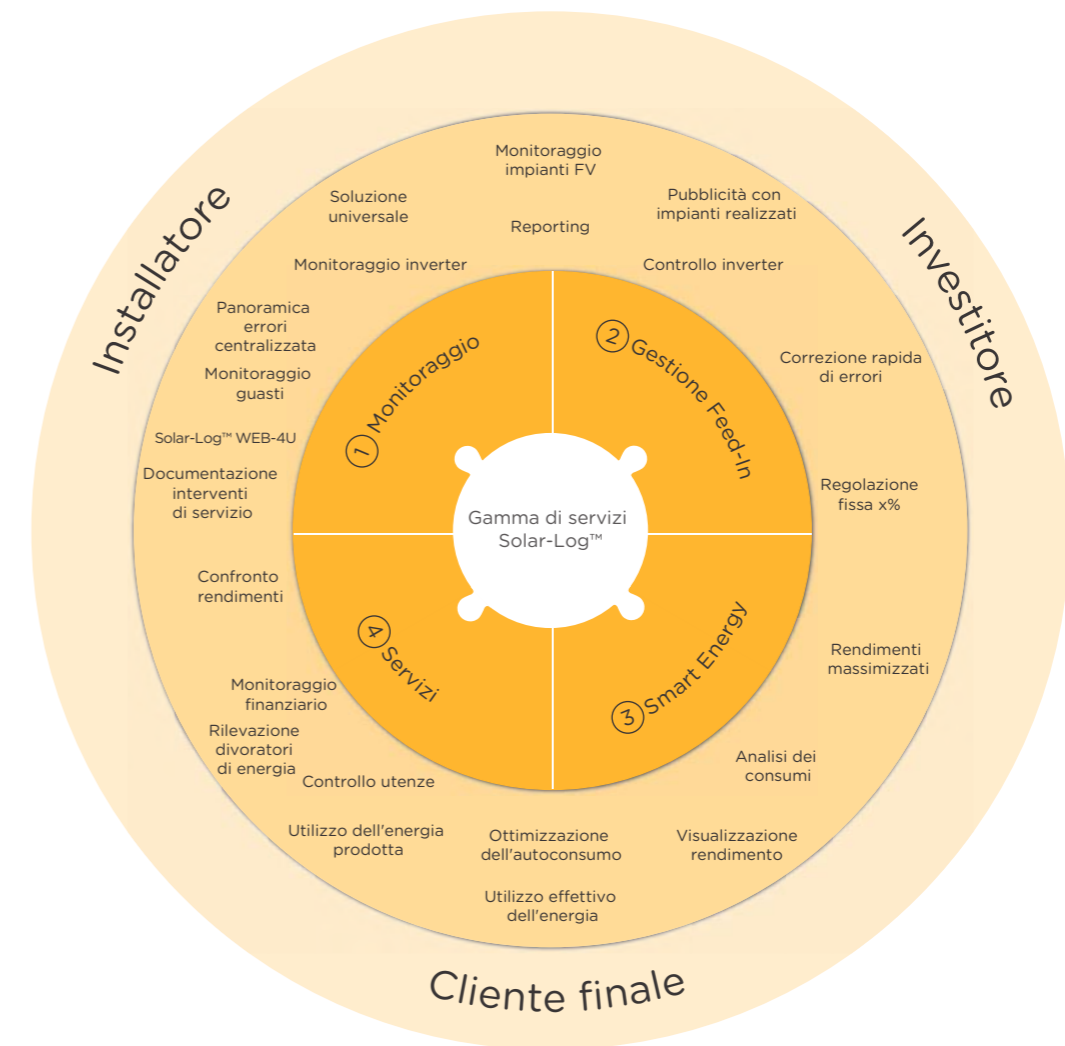 Installatore
Investitore
Cliente finale
Monitoraggio
impianti FV
Soluzione
universale
Pubblicità con
impianti realizzati
Reporting
Monitoraggio inverter
Controllo inverter
Panoramica
errori
centralizzata
Correzione rapida
di errori
Monitoraggio
guasti
Solar-Log™ WEB-4U
Documentazione
interventi
di servizio
Regolazione
fissa x%
Confronto
rendimenti
Rendimenti
massimizzati
Monitoraggio
finanziario
Rilevazione
divoratori
di energia
Analisi dei
consumi
Controllo utenze
Utilizzo dell'energia
prodotta
Ottimizzazione
dell'autoconsumo
Visualizzazione
rendimento
Utilizzo effettivo
dell'energia
1 Monitoraggio
2 Gestione Feed-In
3 Smart Energy
4 Servizi
Gamma di servizi
Solar-Log™